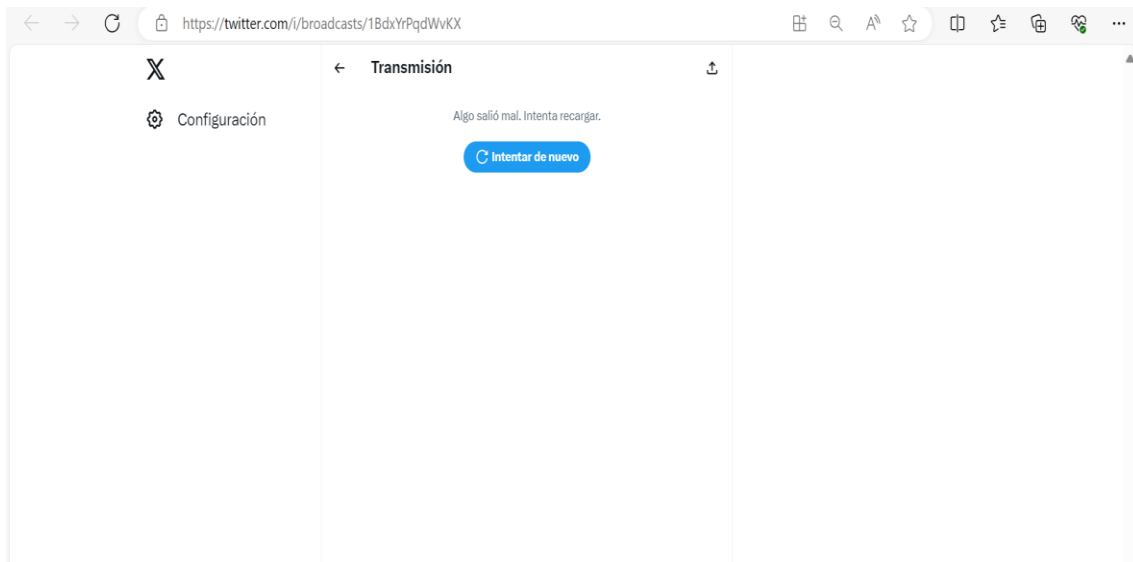 https://twitter.com/i/broadcasts/1BdxYrPqdWvKX
X
Transmisión
Configuración
Algo salió mal. Intenta recargar.
Intentar de nuevo